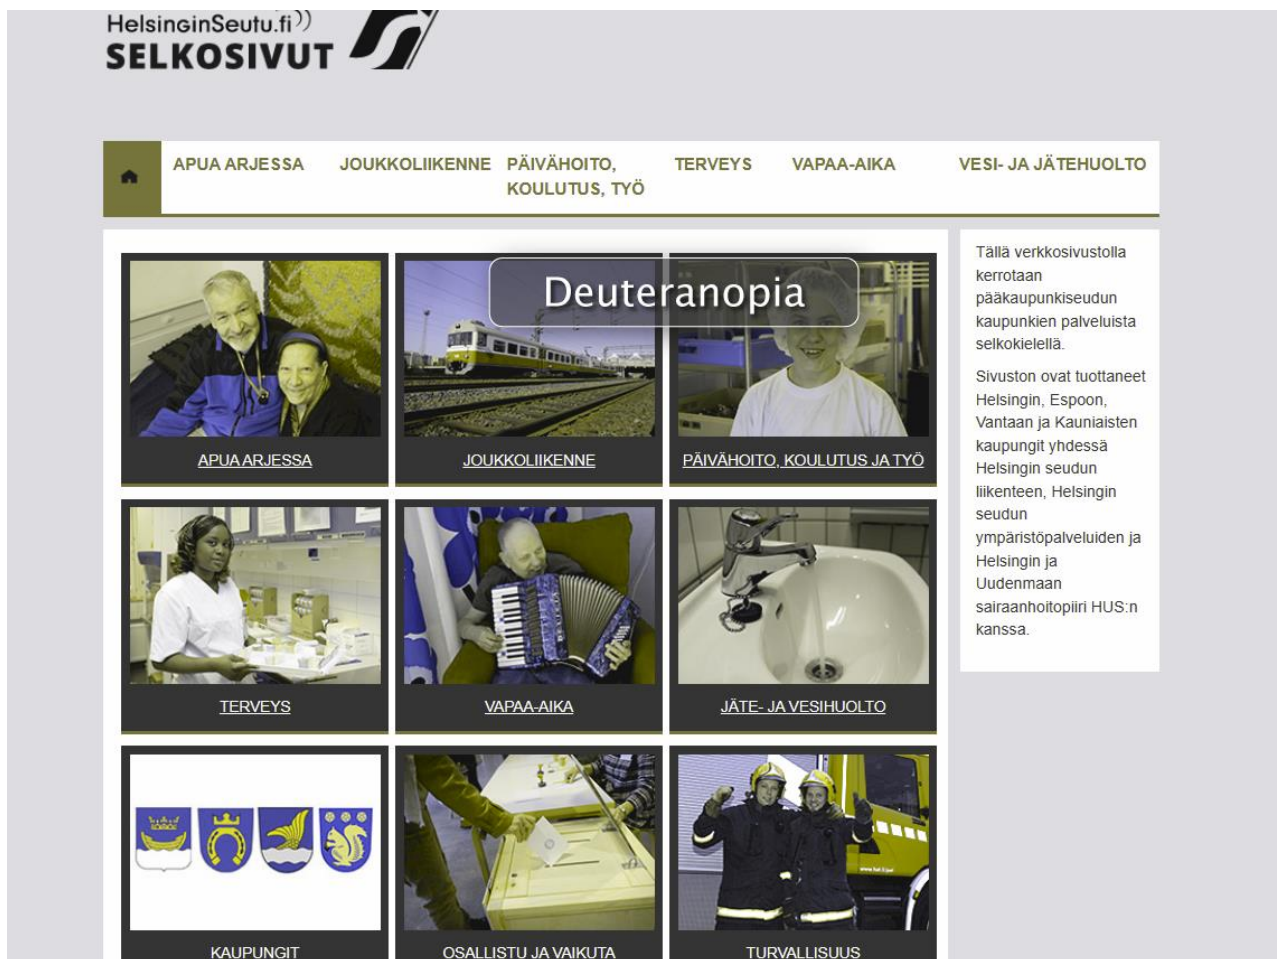 HelsinginSeutu.fi
SELKOSIVUT
APUA ARJESSA
JOUKKOLIIKENNE
PÄIVÄHOITO,
KOULUTUS, TYÖ
TERVEYS
VAPAA-AIKA
VESI- JA JÄTEHUOLTO
Deuteranopia
APUA ARJESSA
JOUKKOLIIKENNE
PÄIVÄHOITO, KOULUTUS JA TYÖ
TERVEYS
VAPAA-AIKA
JÄTE- JA VESIHUOLTO
KAUPUNGIT
OSALLISTU JA VAIKUTA
TURVALLISUUS
Tällä verkkosivustolla
kerrotaan
pääkaupunkiseudun
kaupunkien palveluista
selkokielellä.
Sivuston ovat tuottaneet
Helsingin, Espoon,
Vantaan ja Kauniaisten
kaupungit yhdessä
Helsingin seudun
liikenteen, Helsingin
seudun
ympäristöpalveluiden ja
Helsingin ja
Uudenmaan
sairaanhoitopiiri HUS:n
kanssa.